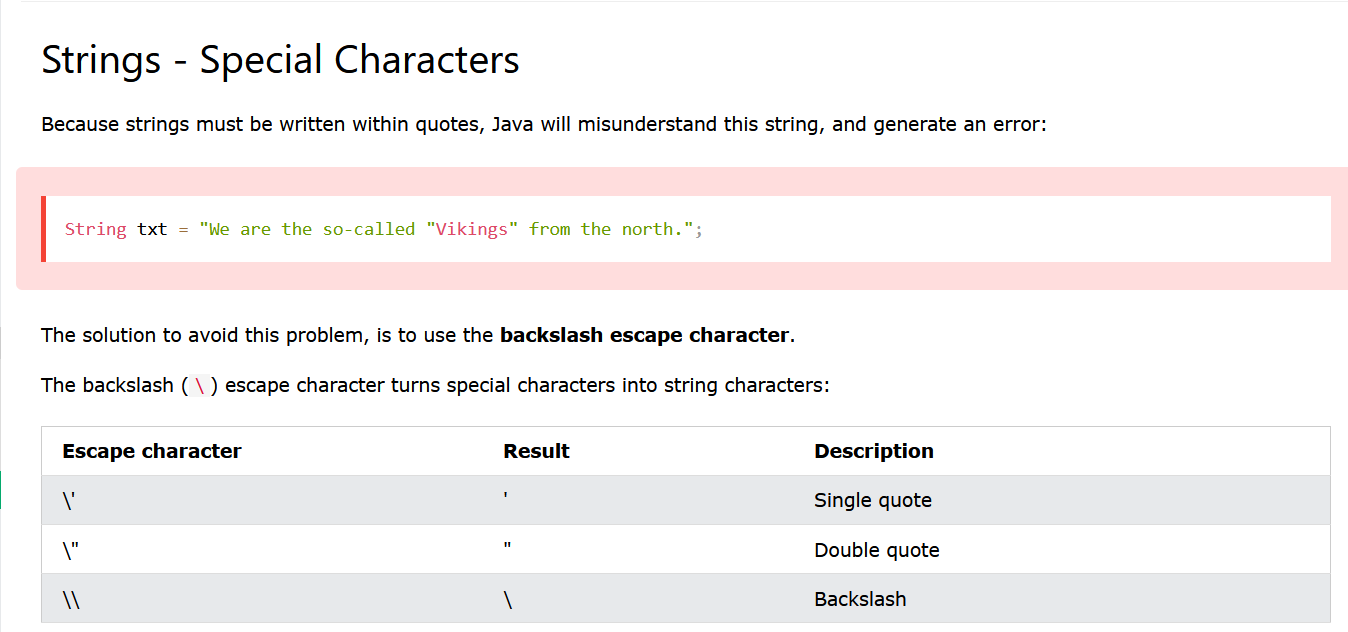 Strings - Special Characters
Because strings must be written within quotes, Java will misunderstand this string, and generate an error:
String txt = "We are the so-called "Vikings" from the north.";
The solution to avoid this problem, is to use the backslash escape character.
The backslash (\) escape character turns special characters into string characters:
Escape character Result Description
\' ' Single quote
\" " Double quote
\\ \ Backslash